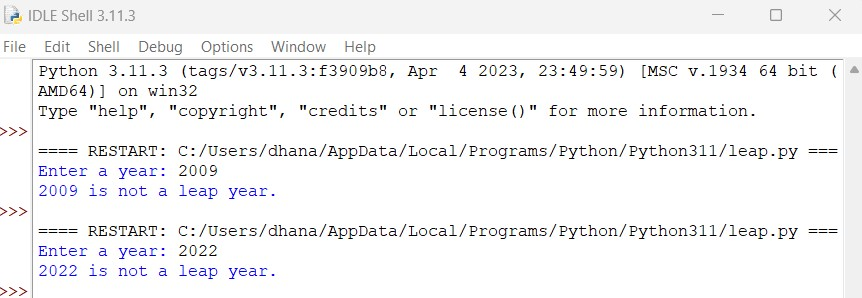 IDLE Shell 3.11.3
File Edit Shell Debug Options Window Help
Python 3.11.3 (tags/v3.11.3:f3909b8, Apr  4 2023, 23:49:59) [MSC v.1934 64 bit (
AMD64)] on win32
Type "help", "copyright", "credits" or "license()" for more information.
>>>
==== RESTART: C:/Users/dhana/AppData/Local/Programs/Python/Python311/leap.py ===
Enter a year: 2009
2009 is not a leap year.
>>>
==== RESTART: C:/Users/dhana/AppData/Local/Programs/Python/Python311/leap.py ===
Enter a year: 2022
2022 is not a leap year.
>>>